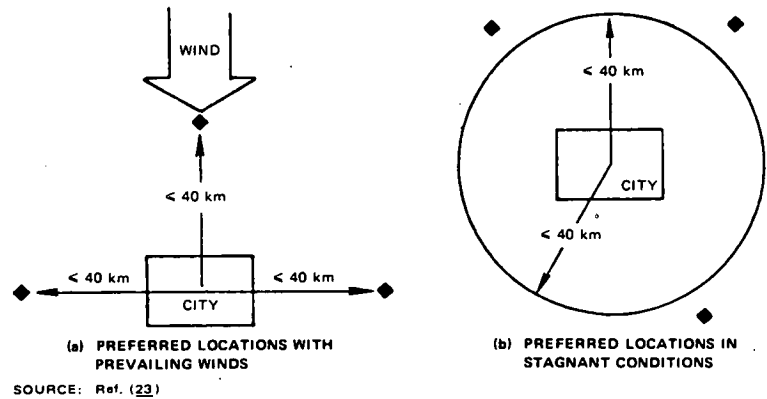 WIND
≤ 40 km
≤ 40 km
≤ 40 km
CITY
(a) PREFERRED LOCATIONS WITH
PREVAILING WINDS
≤ 40 km
CITY
≤ 40 km
(b) PREFERRED LOCATIONS IN
STAGNANT CONDITIONS
SOURCE: Ref. (23)